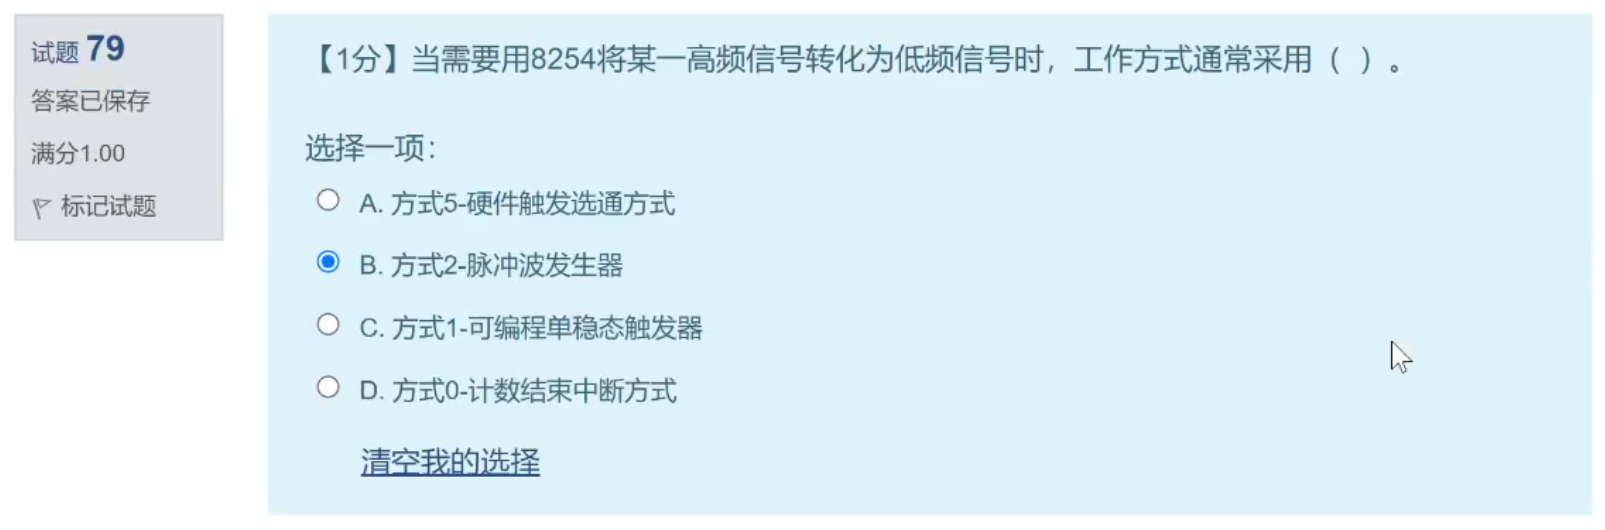 试题 79
答案已保存
满分1.00
标记试题
【1分】当需要用8254将某一高频信号转化为低频信号时，工作方式通常采用（ ）。
选择一项：
A. 方式5-硬件触发选通方式
B. 方式2-脉冲波发生器
C. 方式1-可编程单稳态触发器
D. 方式0-计数结束中断方式
清空我的选择